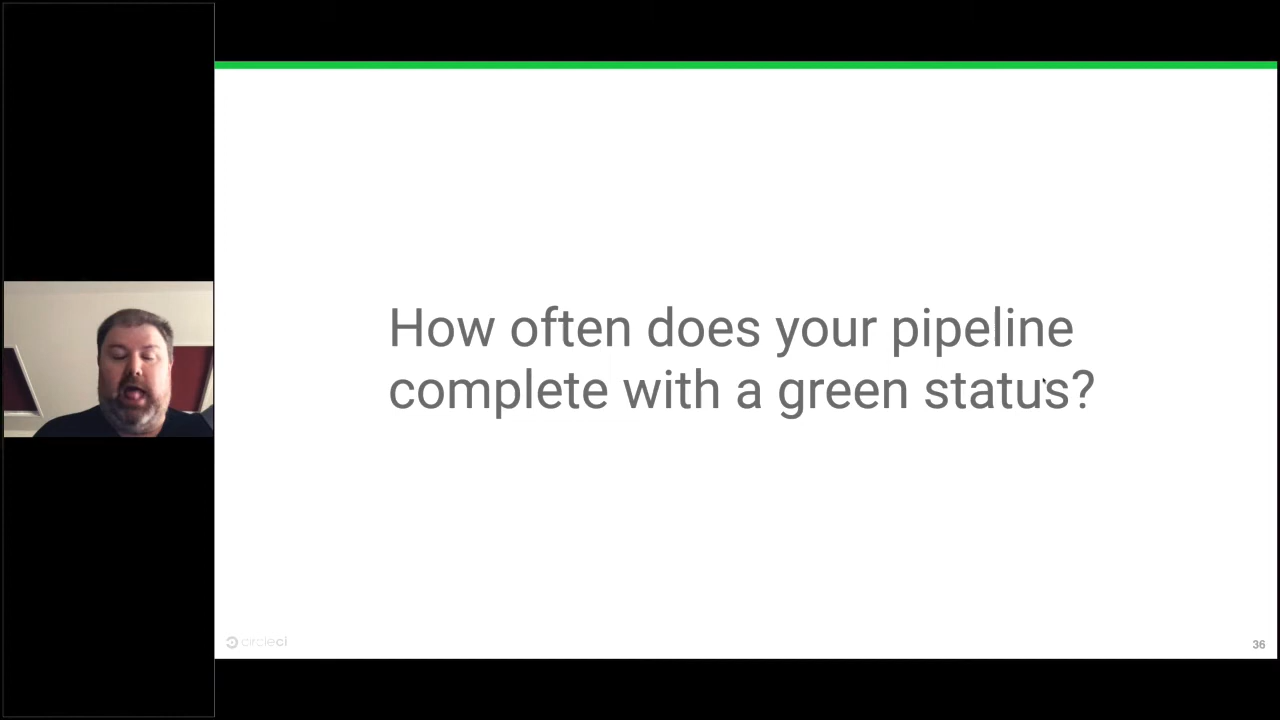 How often does your pipeline
complete with a green status?
circleci
36